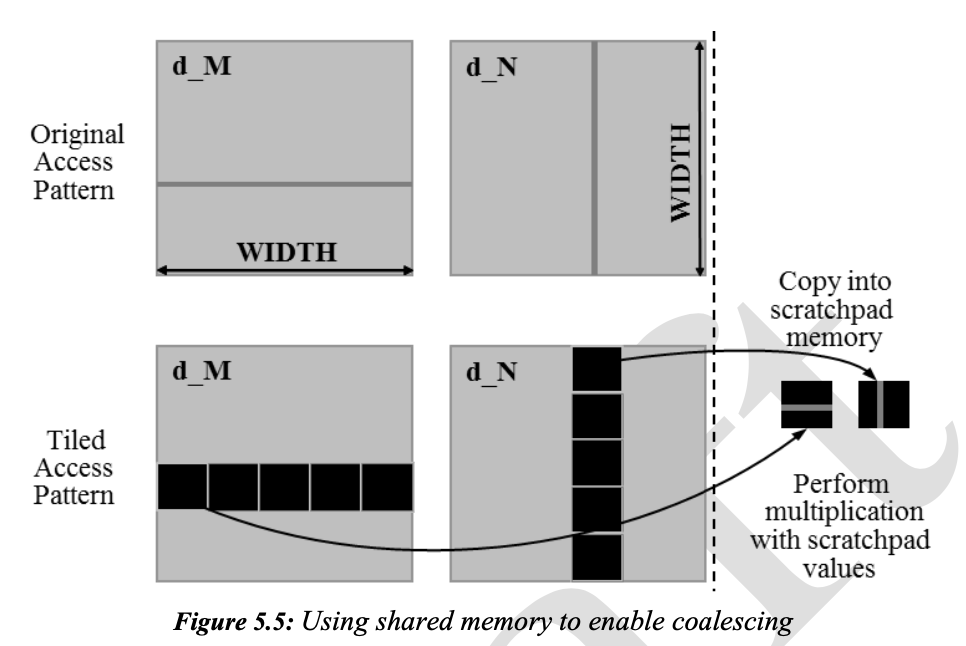 d_M
d_N
Original
Access
Pattern
WIDTH
WIDTH
Copy into
scratchpad
memory
d_M
d_N
Tiled
Access
Pattern
Perform
multiplication
with scratchpad
values
Figure 5.5: Using shared memory to enable coalescing